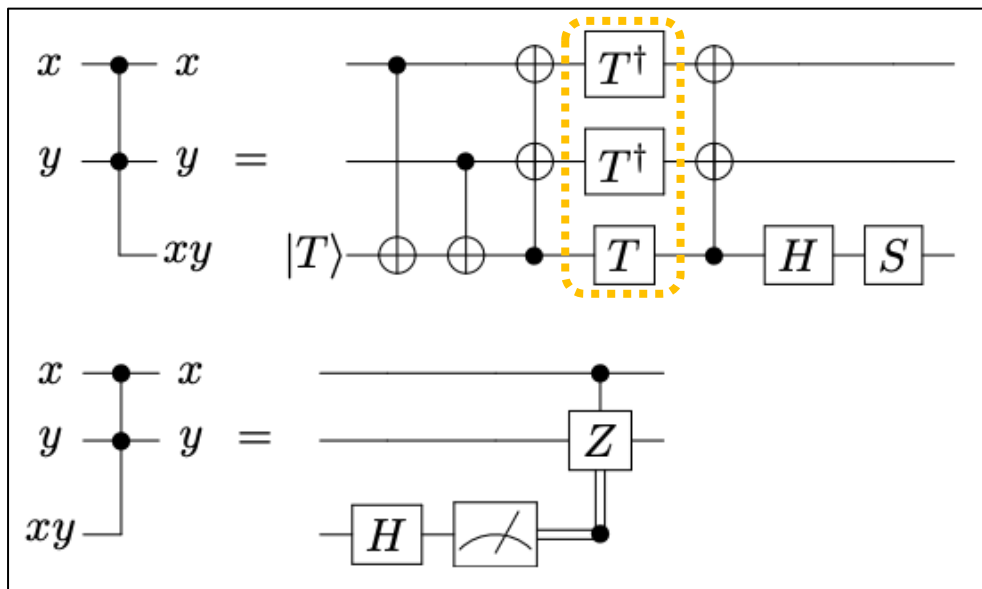 x x T†
y y = T†
xy |T⟩ T H S
x x
y y = Z
xy H